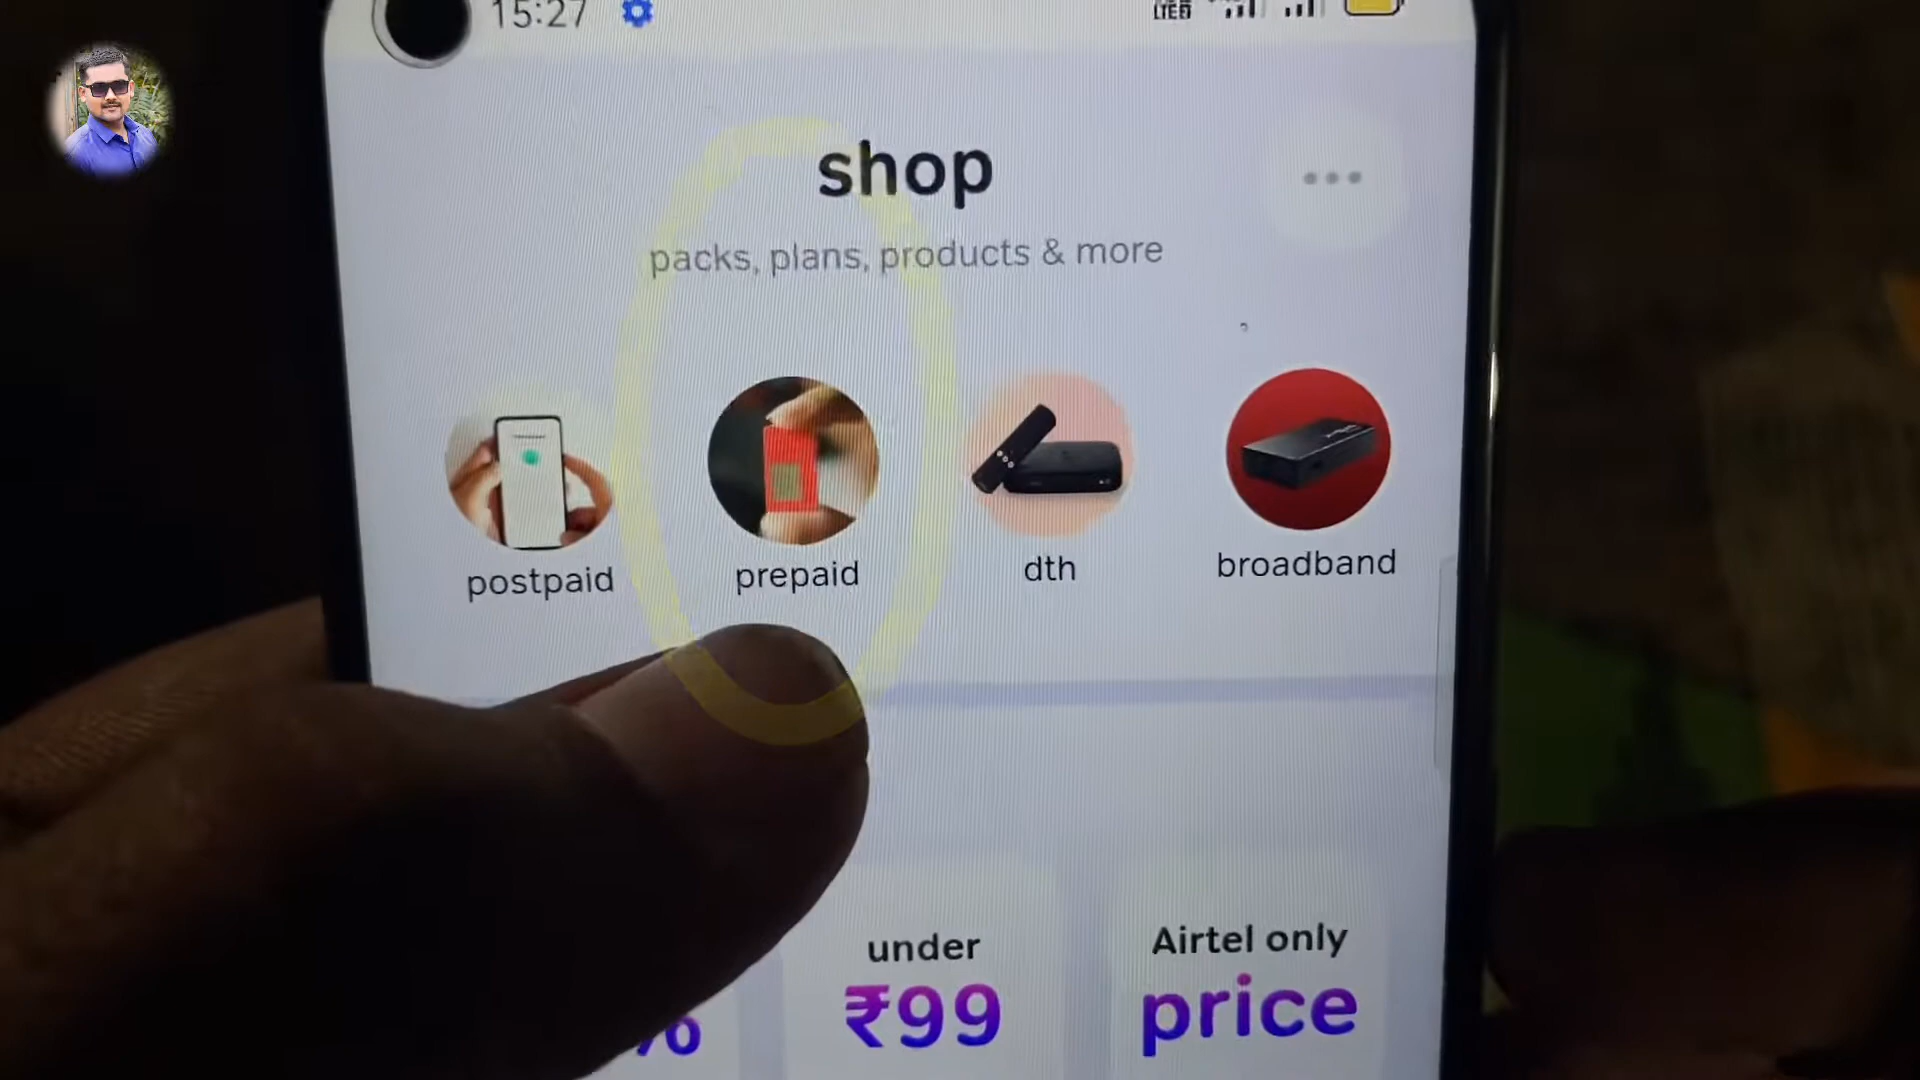 15:27
shop
packs, plans, products & more
postpaid
prepaid
dth
broadband
under
₹99
Airtel only
price
%